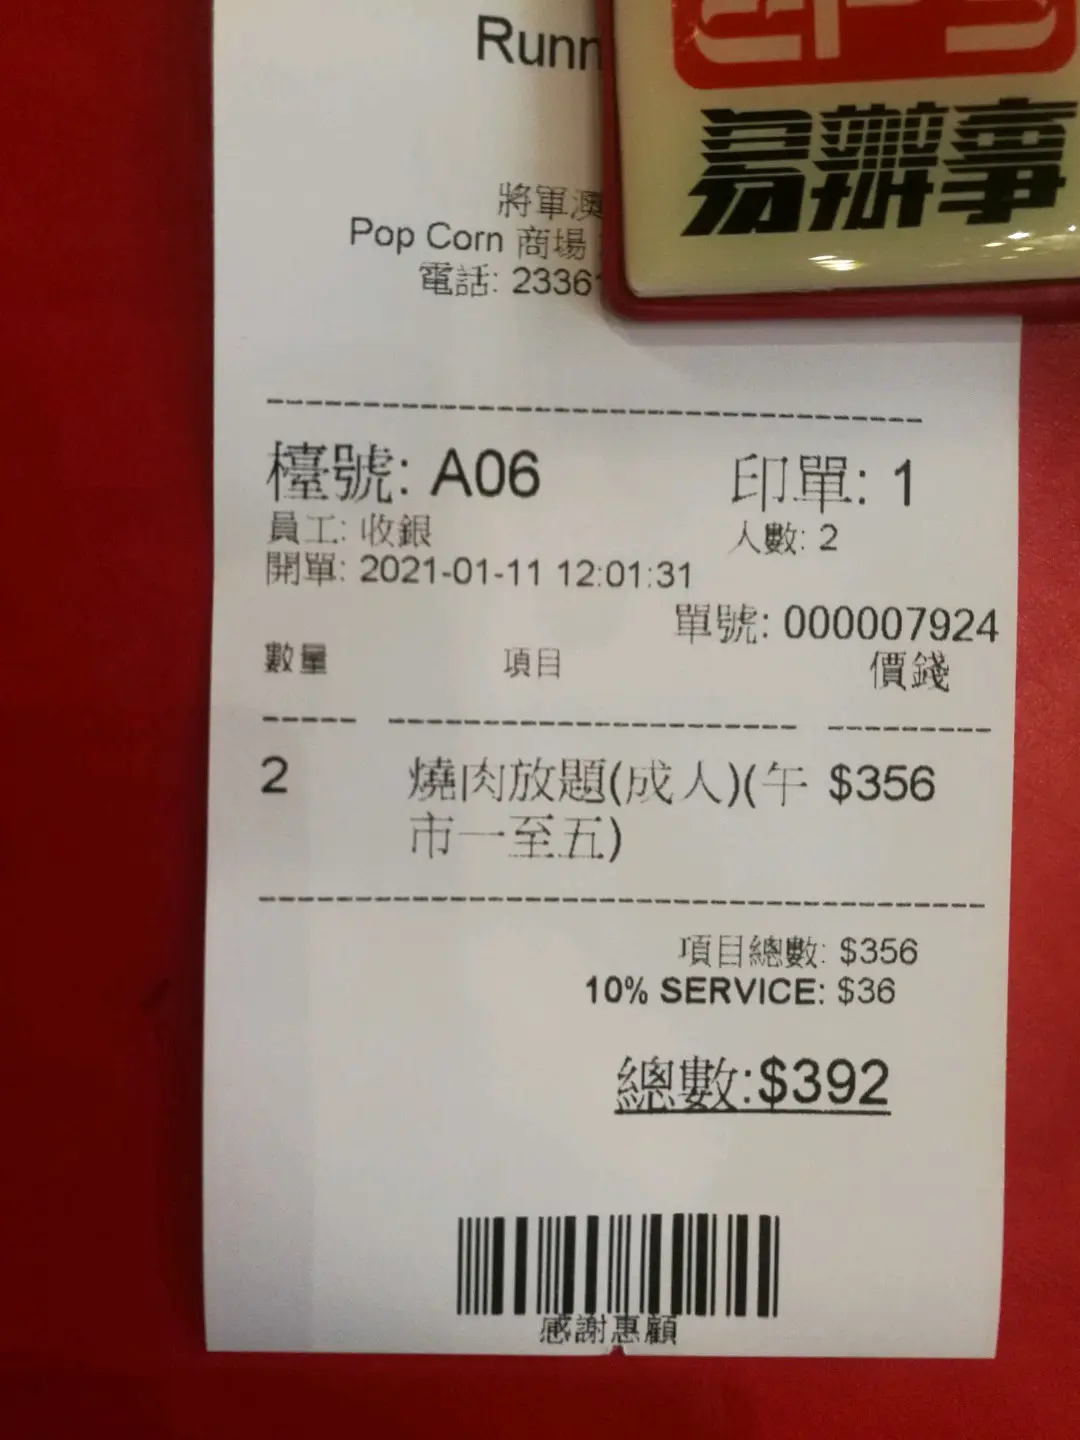 Runn
易辦事
將軍澳
Pop Corn 商場
電話: 2336
檯號: A06 印單: 1
員工: 收銀 人數: 2
開單: 2021-01-11 12:01:31
單號: 000007924
數量 項目 價錢
2 燒肉放題(成人)(午 $356
市一至五)
項目總數: $356
10% SERVICE: $36
總數:$392
感謝惠顧